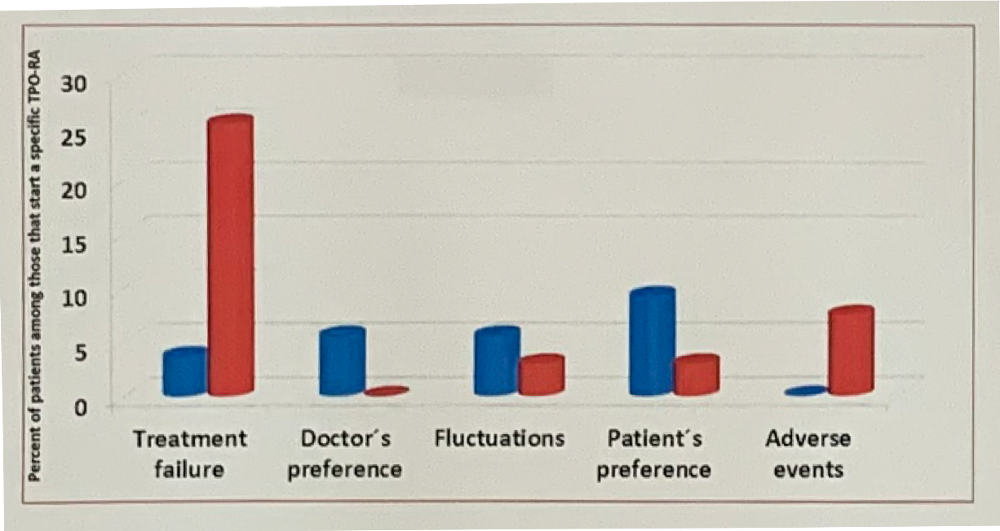 Percent of patients among those that start a specific TPO-RA
30
25
20
15
10
5
0
Treatment failure
Doctor´s preference
Fluctuations
Patient´s preference
Adverse events